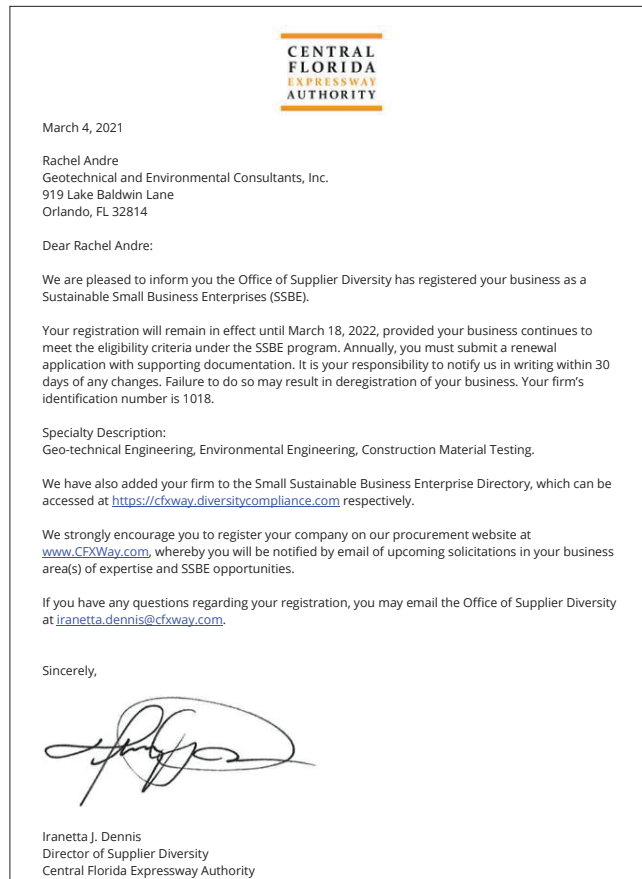 CENTRAL
FLORIDA
EXPRESSWAY
AUTHORITY
March 4, 2021
Rachel Andre
Geotechnical and Environmental Consultants, Inc.
919 Lake Baldwin Lane
Orlando, FL 32814
Dear Rachel Andre:
We are pleased to inform you the Office of Supplier Diversity has registered your business as a
Sustainable Small Business Enterprises (SSBE).
Your registration will remain in effect until March 18, 2022, provided your business continues to
meet the eligibility criteria under the SSBE program. Annually, you must submit a renewal
application with supporting documentation. It is your responsibility to notify us in writing within 30
days of any changes. Failure to do so may result in deregistration of your business. Your firm’s
identification number is 1018.
Specialty Description:
Geo-technical Engineering, Environmental Engineering, Construction Material Testing.
We have also added your firm to the Small Sustainable Business Enterprise Directory, which can be
accessed at https://cfxway.diversitycompliance.com respectively.
We strongly encourage you to register your company on our procurement website at
www.CFXWay.com, whereby you will be notified by email of upcoming solicitations in your business
area(s) of expertise and SSBE opportunities.
If you have any questions regarding your registration, you may email the Office of Supplier Diversity
at iranetta.dennis@cfxway.com.
Sincerely,
Iranetta J. Dennis
Director of Supplier Diversity
Central Florida Expressway Authority